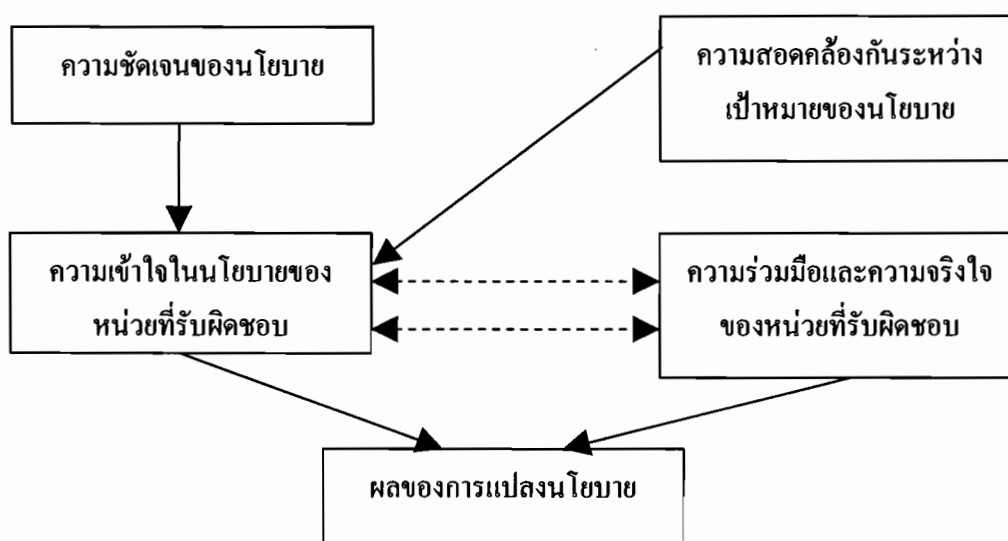 ความชัดเจนของนโยบาย
ความสอดคล้องกันระหว่าง
เป้าหมายของนโยบาย
ความเข้าใจในนโยบายของ
หน่วยที่รับผิดชอบ
ความร่วมมือและความจริงใจ
ของหน่วยที่รับผิดชอบ
ผลของการแปลงนโยบาย